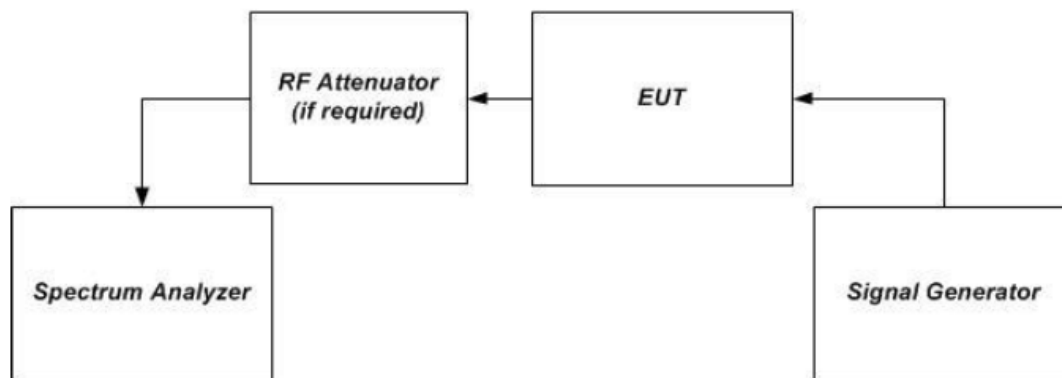 RF Attenuator
(if required)
EUT
Spectrum Analyzer
Signal Generator